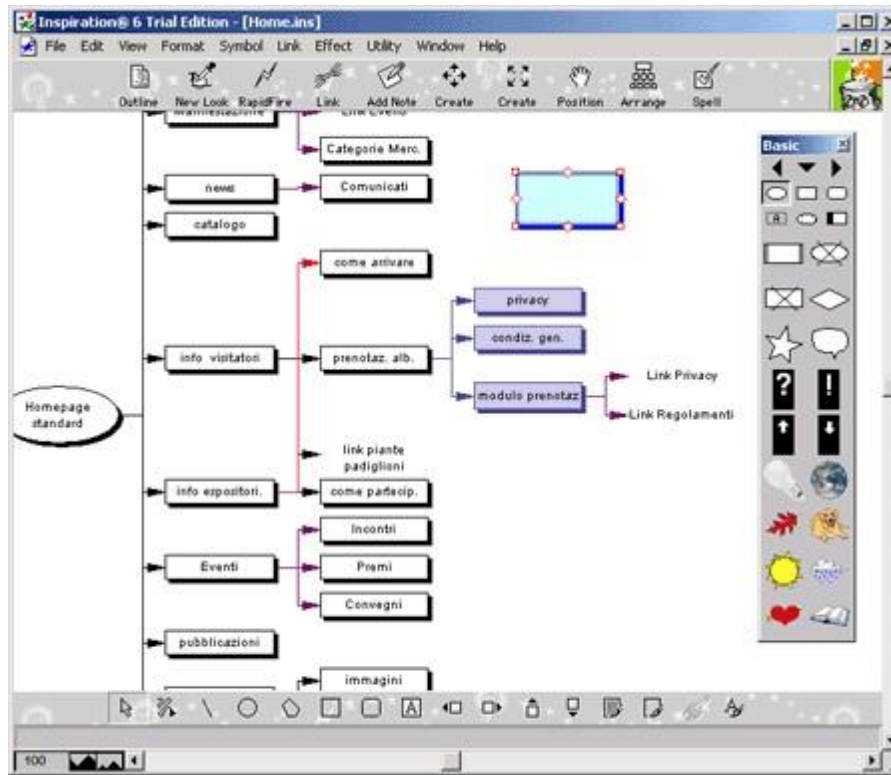 Inspiration® 6 Trial Edition - [Home.ins]
File Edit View Format Symbol Link Effect Utility Window Help
Outline New Look RapidFire Link Add Note Create Create Position Arrange Spell
Manifestazione
Link Eventi
Categorie Merc.
news
Comunicati
catalogo
come arrivare
privacy
condiz. gen.
info visitatori
prenotaz. alb.
Link Privacy
modulo prenotaz
Link Regolamenti
Homepage
standard
link piante
padiglioni
info espositori.
come partecip.
Incontri
Eventi
Premi
Convegni
pubblicazioni
immagini
Basic
A
?
!
A
100